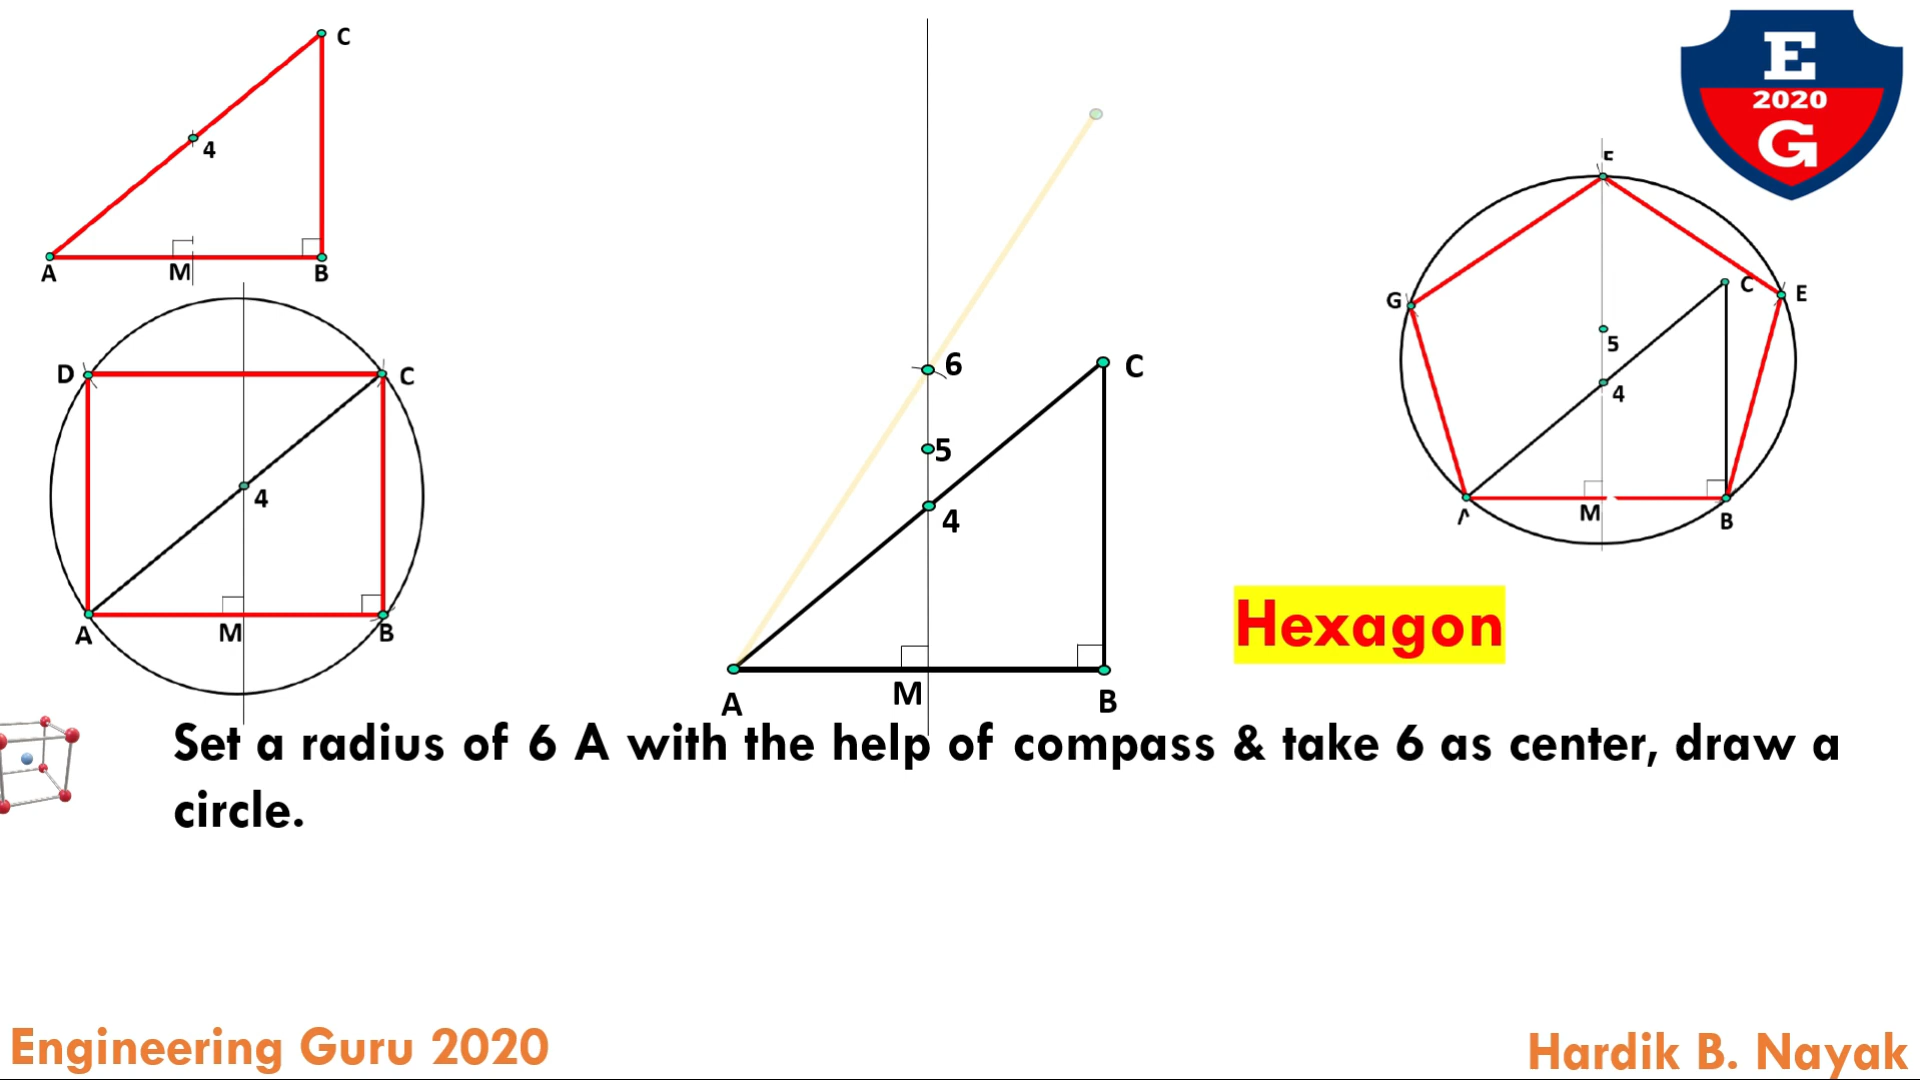 C
4
A
M
B
D
C
4
A
M
B
6
C
5
4
A
M
B
E
2020
G
G
C
E
5
4
M
B
Hexagon
Set a radius of 6 A with the help of compass & take 6 as center, draw a
circle.
Engineering Guru 2020
Hardik B. Nayak